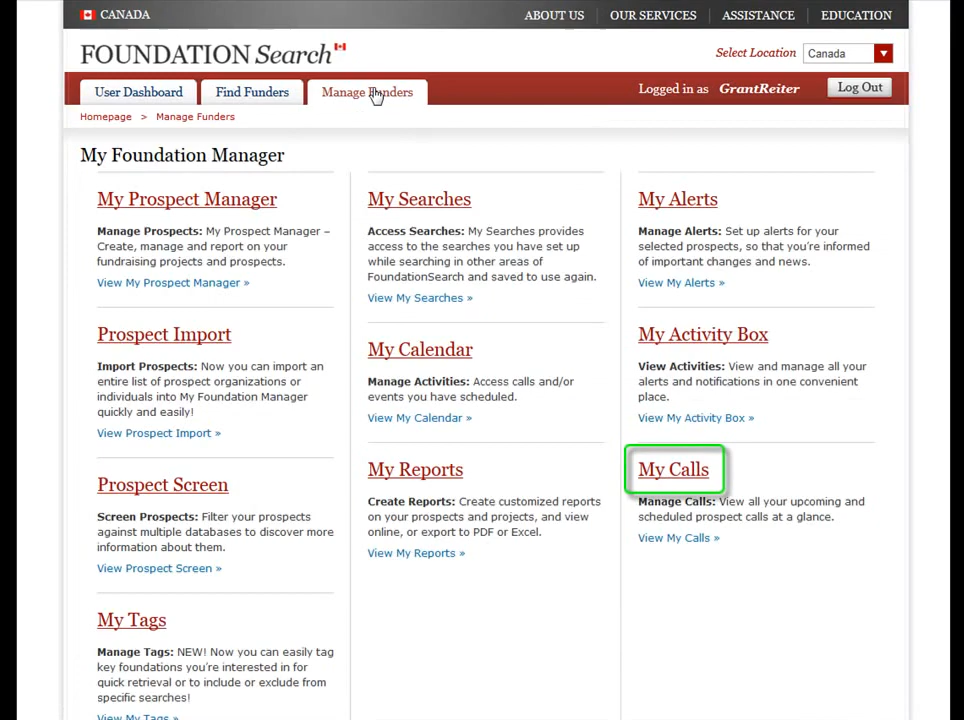 CANADA
ABOUT US
OUR SERVICES
ASSISTANCE
EDUCATION
FOUNDATION Search
Select Location
Canada
User Dashboard
Find Funders
Manage Funders
Logged in as GrantReiter
Log Out
Homepage > Manage Funders
My Foundation Manager
My Prospect Manager
Manage Prospects: My Prospect Manager –
Create, manage and report on your
fundraising projects and prospects.
View My Prospect Manager »
Prospect Import
Import Prospects: Now you can import an
entire list of prospect organizations or
individuals into My Foundation Manager
quickly and easily!
View Prospect Import »
Prospect Screen
Screen Prospects: Filter your prospects
against multiple databases to discover more
information about them.
View Prospect Screen »
My Tags
Manage Tags: NEW! Now you can easily tag
key foundations you're interested in for
quick retrieval or to include or exclude from
specific searches!
View My Tags »
My Searches
Access Searches: My Searches provides
access to the searches you have set up
while searching in other areas of
FoundationSearch and saved to use again.
View My Searches »
My Calendar
Manage Activities: Access calls and/or
events you have scheduled.
View My Calendar »
My Reports
Create Reports: Create customized reports
on your prospects and projects, and view
online, or export to PDF or Excel.
View My Reports »
My Alerts
Manage Alerts: Set up alerts for your
selected prospects, so that you're informed
of important changes and news.
View My Alerts »
My Activity Box
View Activities: View and manage all your
alerts and notifications in one convenient
place.
View My Activity Box »
My Calls
Manage Calls: View all your upcoming and
scheduled prospect calls at a glance.
View My Calls »